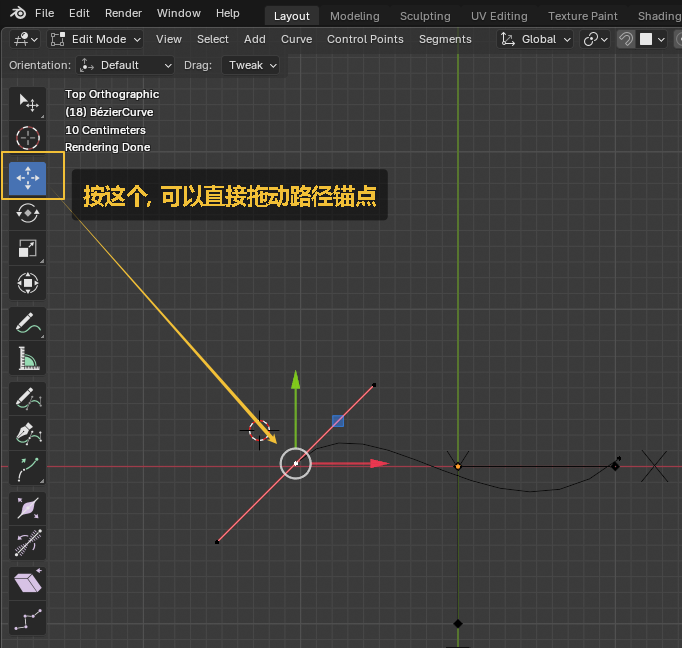 File Edit Render Window Help Layout Modeling Sculpting UV Editing Texture Paint Shading
Edit Mode View Select Add Curve Control Points Segments Global
Orientation: Default Drag: Tweak
Top Orthographic
(18) BézierCurve
10 Centimeters
Rendering Done
按这个, 可以直接拖动路径锚点